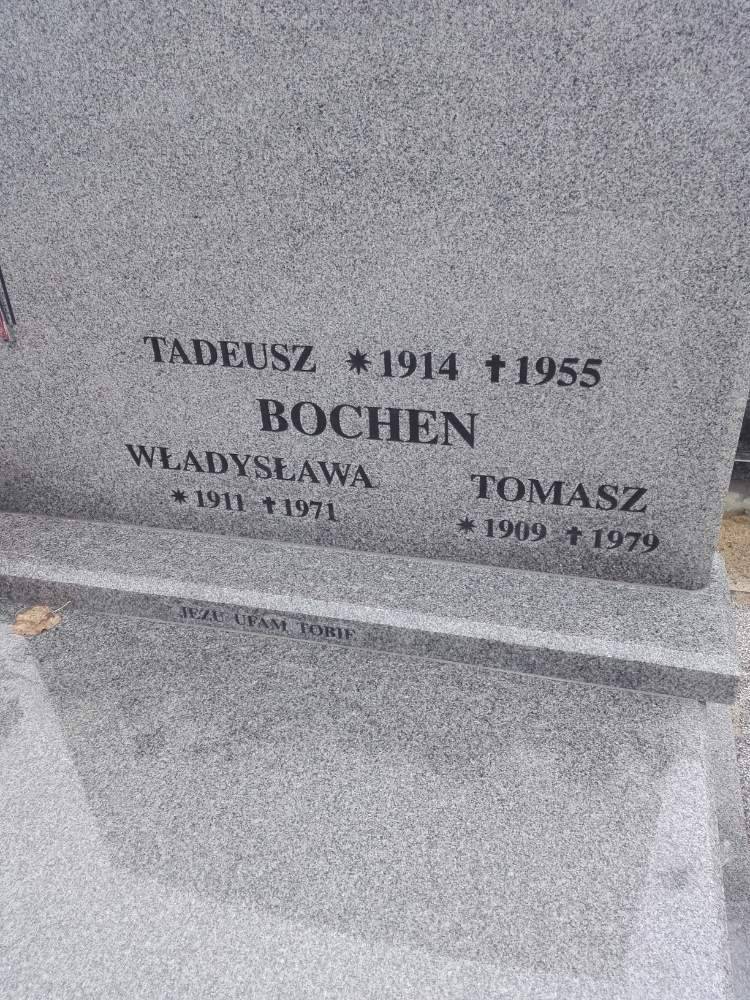 TADEUSZ ✷1914 ✝1955
BOCHEN
WŁADYSŁAWA
✷1911 ✝1971
TOMASZ
✷1909 ✝1979
JEZU UFAM TOBIE